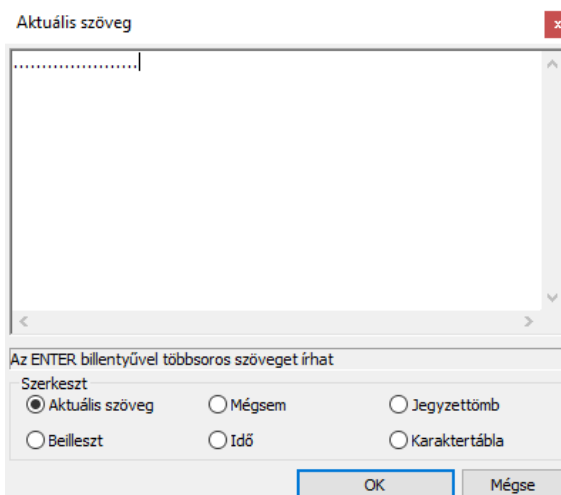 Aktuális szöveg
......................
Az ENTER billentyűvel többsoros szöveget írhat
Szerkeszt
Aktuális szöveg Mégsem Jegyzettömb
Beilleszt Idő Karaktertábla
OK Mégse